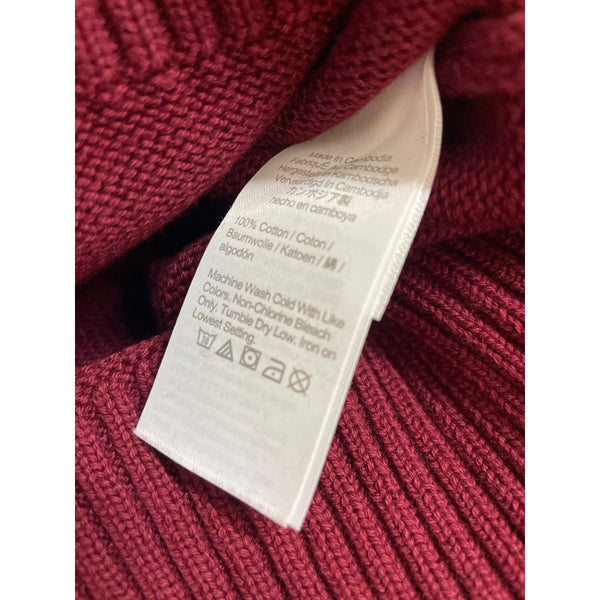 Made in Cambodia
FabriquÉ au Cambodge
Hergestellt in Kambodscha
Vervaardigd in Cambodja
カンボジア製
hecho en camboya
100% Cotton / Coton /
Baumwolle / Katoen / 綿 /
algodón
Machine Wash Cold With Like
Colors. Non-Chlorine Bleach
Only. Tumble Dry Low. Iron on
Lowest Setting.
30